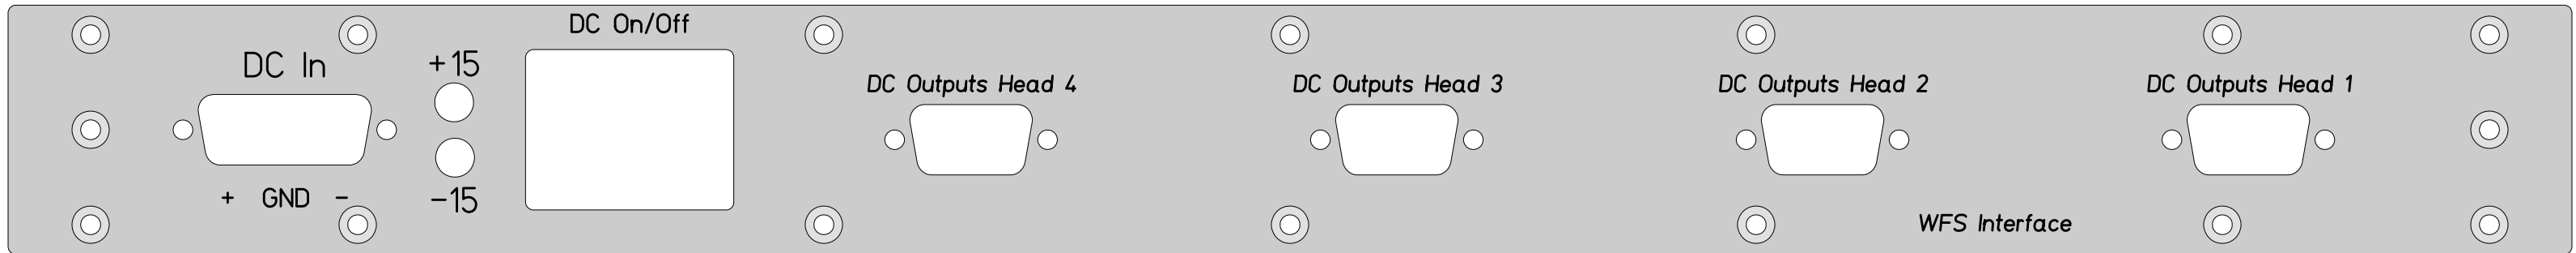 DC On/Off
DC In
+15
DC Outputs Head 4
DC Outputs Head 3
DC Outputs Head 2
DC Outputs Head 1
+ GND -
-15
WFS Interface